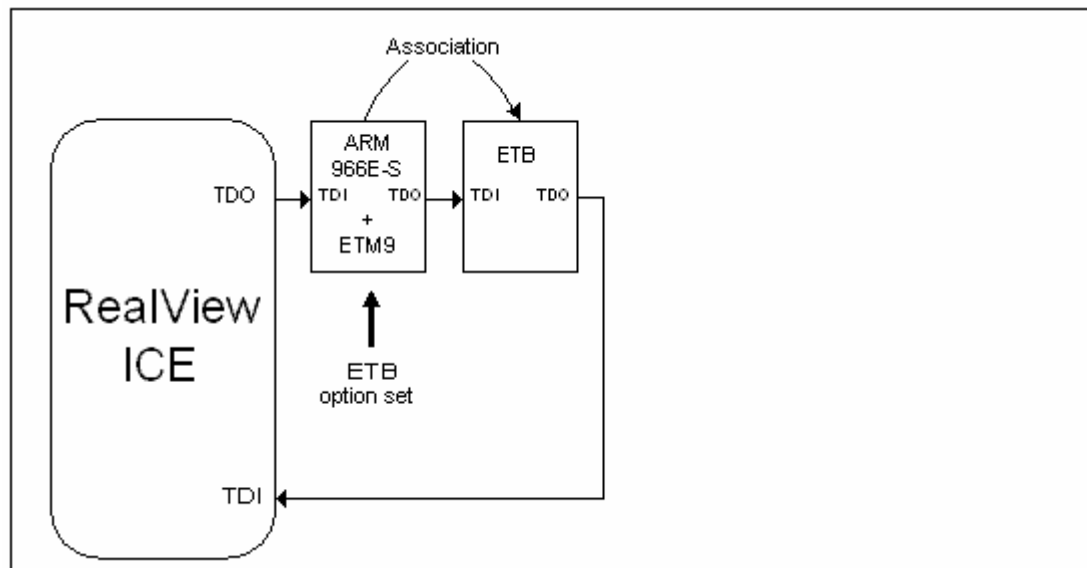 Association
ARM
966E-S
TDI TDO
+
ETM9
ETB
TDI TDO
TDO
RealView
ICE
TDI
ETB
option set